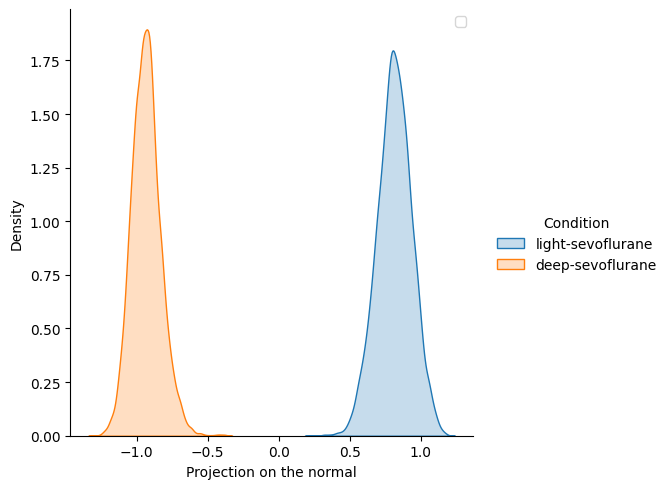 1.75
1.50
1.25
1.00
0.75
0.50
0.25
0.00
Density
−1.0 −0.5 0.0 0.5 1.0
Projection on the normal
Condition
light-sevoflurane
deep-sevoflurane